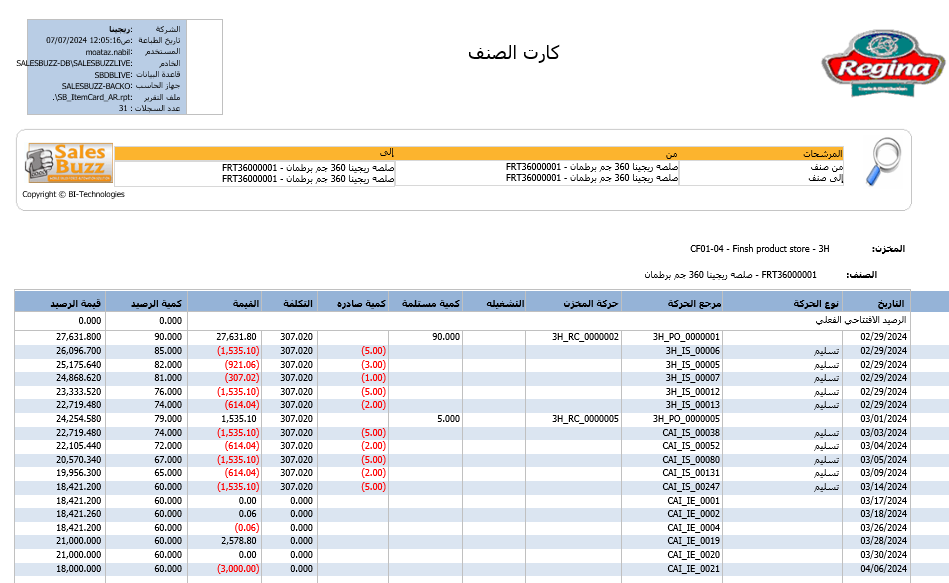 الشركة :ريجينا
تاريخ الطباعة :ص12:05:16 07/07/2024
المستخدم :moataz.nabil
الخادم :SALESBUZZ-DB\SALESBUZZLIVE
قاعدة البيانات :SBDBLIVE
جهاز الحاسب :SALESBUZZ-BACKO
ملف التقرير :SB_ItemCard_AR.rpt\.
عدد السجلات : 31
كارت الصنف
Regina
Trade & Distribution
Sales Buzz
Copyright © BI-Technologies
المرشحات من إلى
من صنف صلصه ريجينا 360 جم برطمان - FRT36000001 صلصه ريجينا 360 جم برطمان - FRT36000001
إلى صنف صلصه ريجينا 360 جم برطمان - FRT36000001 صلصه ريجينا 360 جم برطمان - FRT36000001
المخزن: CF01-04 - Finsh product store - 3H
الصنف: FRT36000001 - صلصه ريجينا 360 جم برطمان
التاريخ نوع الحركة مرجع الحركة حركة المخزن التشغيله كمية مستلمة كمية صادره التكلفة القيمة كمية الرصيد قيمة الرصيد
الرصيد الافتتاحي الفعلي 0.000 0.000
02/29/2024 3H_PO_0000001 3H_RC_0000002 90.000 307.020 27,631.80 90.000 27,631.800
02/29/2024 تسليم 3H_IS_00006 (5.00) 307.020 (1,535.10) 85.000 26,096.700
02/29/2024 تسليم 3H_IS_00005 (3.00) 307.020 (921.06) 82.000 25,175.640
02/29/2024 تسليم 3H_IS_00007 (1.00) 307.020 (307.02) 81.000 24,868.620
02/29/2024 تسليم 3H_IS_00012 (5.00) 307.020 (1,535.10) 76.000 23,333.520
02/29/2024 تسليم 3H_IS_00013 (2.00) 307.020 (614.04) 74.000 22,719.480
03/01/2024 3H_PO_0000005 3H_RC_0000005 5.000 307.020 1,535.10 79.000 24,254.580
03/03/2024 تسليم CAI_IS_00038 (5.00) 307.020 (1,535.10) 74.000 22,719.480
03/04/2024 تسليم CAI_IS_00052 (2.00) 307.020 (614.04) 72.000 22,105.440
03/05/2024 تسليم CAI_IS_00080 (5.00) 307.020 (1,535.10) 67.000 20,570.340
03/09/2024 تسليم CAI_IS_00131 (2.00) 307.020 (614.04) 65.000 19,956.300
03/14/2024 تسليم CAI_IS_00247 (5.00) 307.020 (1,535.10) 60.000 18,421.200
03/17/2024 CAI_IE_0001 0.000 0.00 60.000 18,421.200
03/18/2024 CAI_IE_0002 0.000 0.06 60.000 18,421.260
03/26/2024 CAI_IE_0004 0.000 (0.06) 60.000 18,421.200
03/28/2024 CAI_IE_0019 0.000 2,578.80 60.000 21,000.000
03/30/2024 CAI_IE_0020 0.000 0.00 60.000 21,000.000
04/06/2024 CAI_IE_0021 0.000 (3,000.00) 60.000 18,000.000